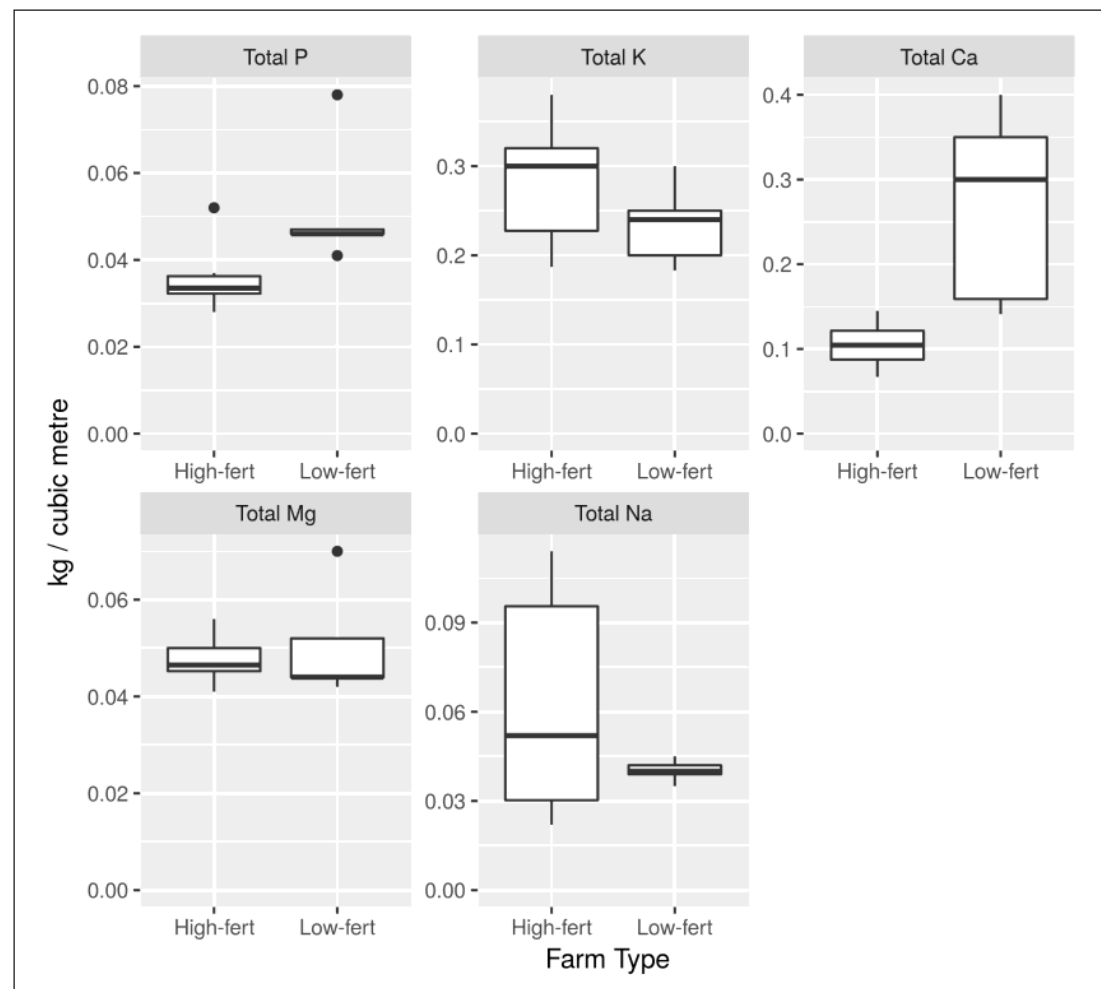 Total P
Total K
Total Ca
0.08
0.06
0.04
0.02
0.00
0.3
0.2
0.1
0.0
0.4
0.3
0.2
0.1
0.0
High-fert Low-fert
High-fert Low-fert
High-fert Low-fert
kg / cubic metre
Total Mg
Total Na
0.06
0.04
0.02
0.00
0.09
0.06
0.03
0.00
High-fert Low-fert
High-fert Low-fert
Farm Type